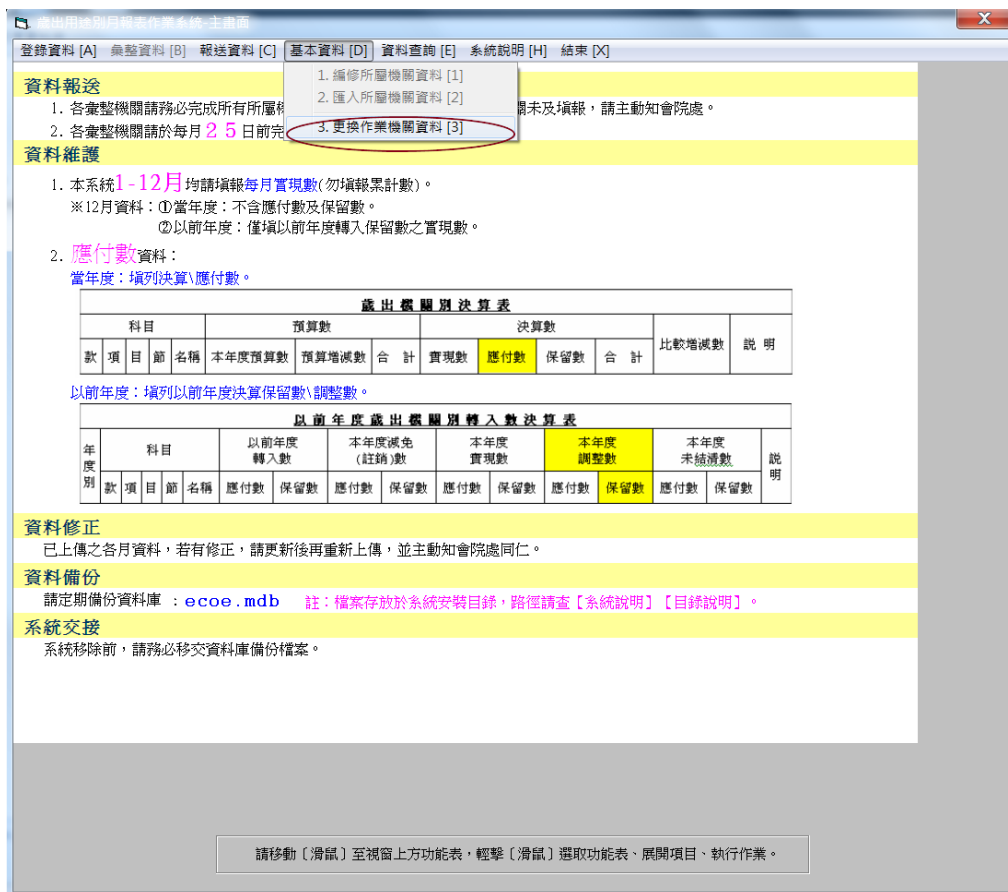 歲出用途別月報表作業系統-主畫面
登錄資料 [A] 彙整資料 [B] 報送資料 [C] 基本資料 [D] 資料查詢 [E] 系統說明 [H] 結束 [X]
1. 編修所屬機關資料 [1]
2. 匯入所屬機關資料 [2]
3. 更換作業機關資料 [3]
資料報送
1. 各彙整機關請務必完成所有所屬 關未及填報，請主動知會院處。
2. 各彙整機關請於每月25日前完
資料維護
1. 本系統1-12月均請填報每月實現數(勿填報累計數)。
※12月資料：①當年度：不含應付數及保留數。
②以前年度：僅填以前年度轉入保留數之實現數。
2. 應付數資料：
當年度：填列決算\應付數。
歲出機關別決算表
科目 預算數 決算數 比較增減數 說 明
款 項 目 節 名稱 本年度預算數 預算增減數 合 計 實現數 應付數 保留數 合 計
以前年度：填列以前年度決算保留數\調整數。
以前年度歲出機關別轉入數決算表
年度別 科目 以前年度轉入數 本年度減免(註銷)數 本年度實現數 本年度調整數 本年度未結清數 說明
款 項 目 節 名稱 應付數 保留數 應付數 保留數 應付數 保留數 應付數 保留數 應付數 保留數
資料修正
已上傳之各月資料，若有修正，請更新後再重新上傳，並主動知會院處同仁。
資料備份
請定期備份資料庫 ：ecoe.mdb 註：檔案存放於系統安裝目錄，路徑請查【系統說明】【目錄說明】。
系統交接
系統移除前，請務必移交資料庫備份檔案。
請移動〔滑鼠〕至視窗上方功能表，輕擊〔滑鼠〕選取功能表、展開項目、執行作業。